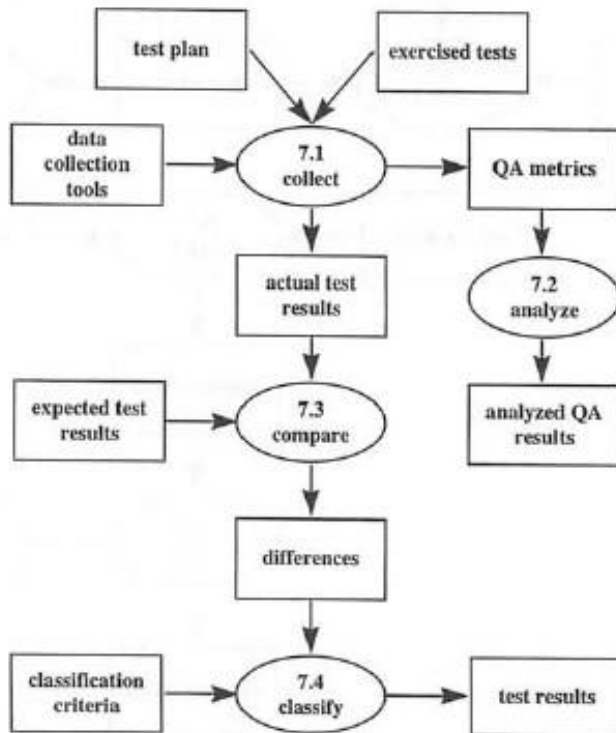 test plan
exercised tests
data
collection
tools
7.1
collect
QA metrics
actual test
results
7.2
analyze
expected test
results
7.3
compare
analyzed QA
results
differences
classification
criteria
7.4
classify
test results